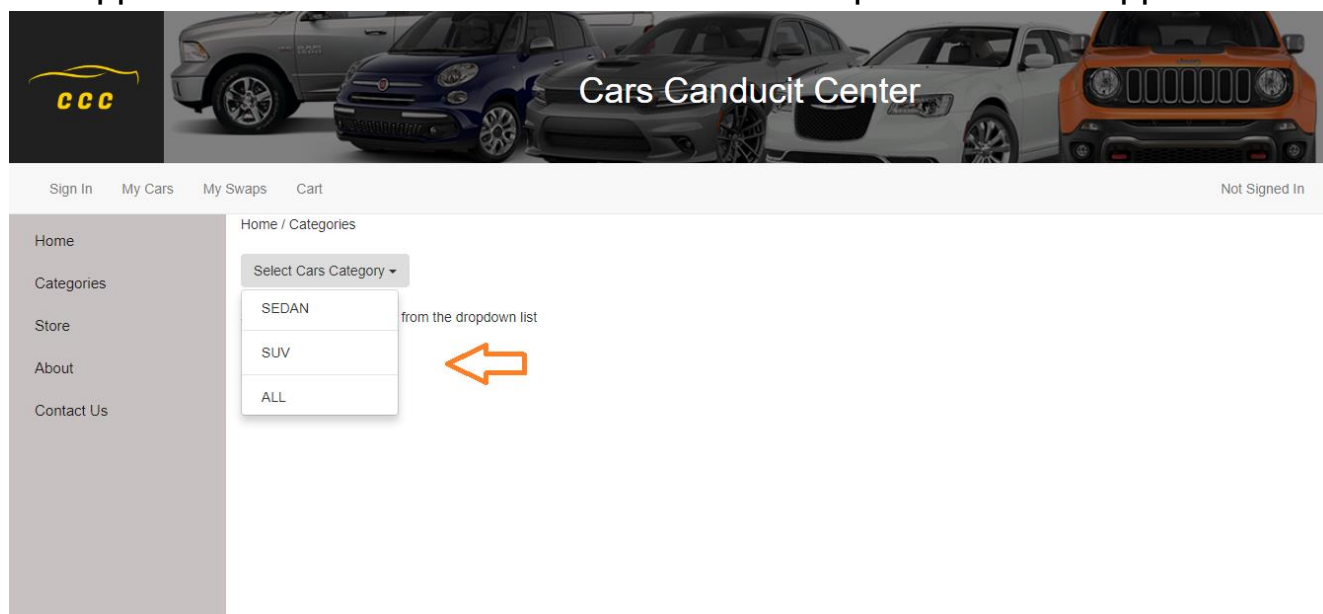 ccc
Cars Canducit Center
Sign In My Cars My Swaps Cart Not Signed In
Home / Categories
Home
Categories
Store
About
Contact Us
Select Cars Category
SEDAN
from the dropdown list
SUV
ALL